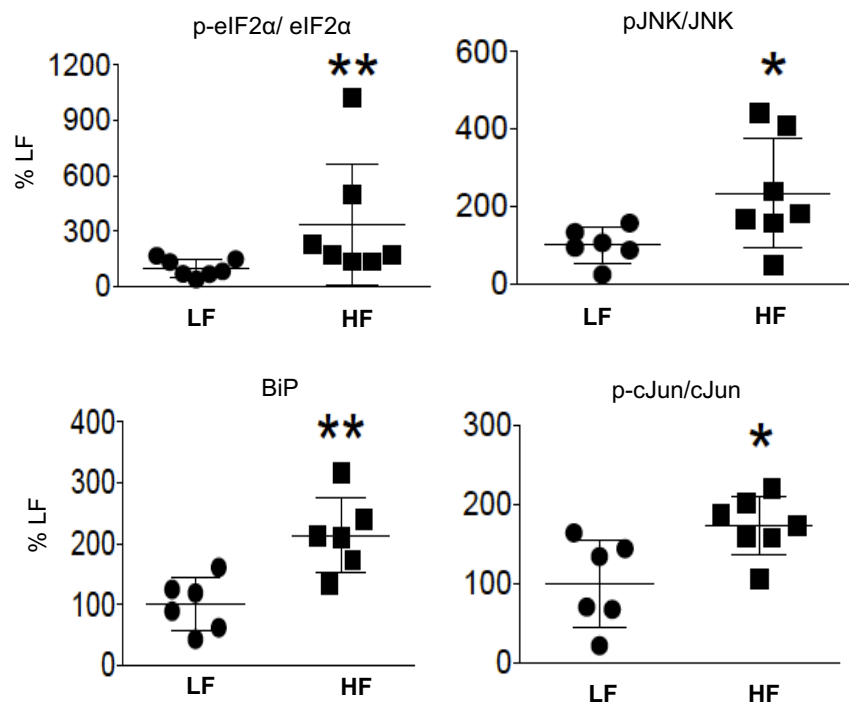 p-eIF2α/ eIF2α
% LF
1200
900
600
300
0
**
LF HF
pJNK/JNK
600
400
200
0
*
LF HF
BiP
% LF
400
300
200
100
0
**
LF HF
p-cJun/cJun
300
200
100
0
*
LF HF